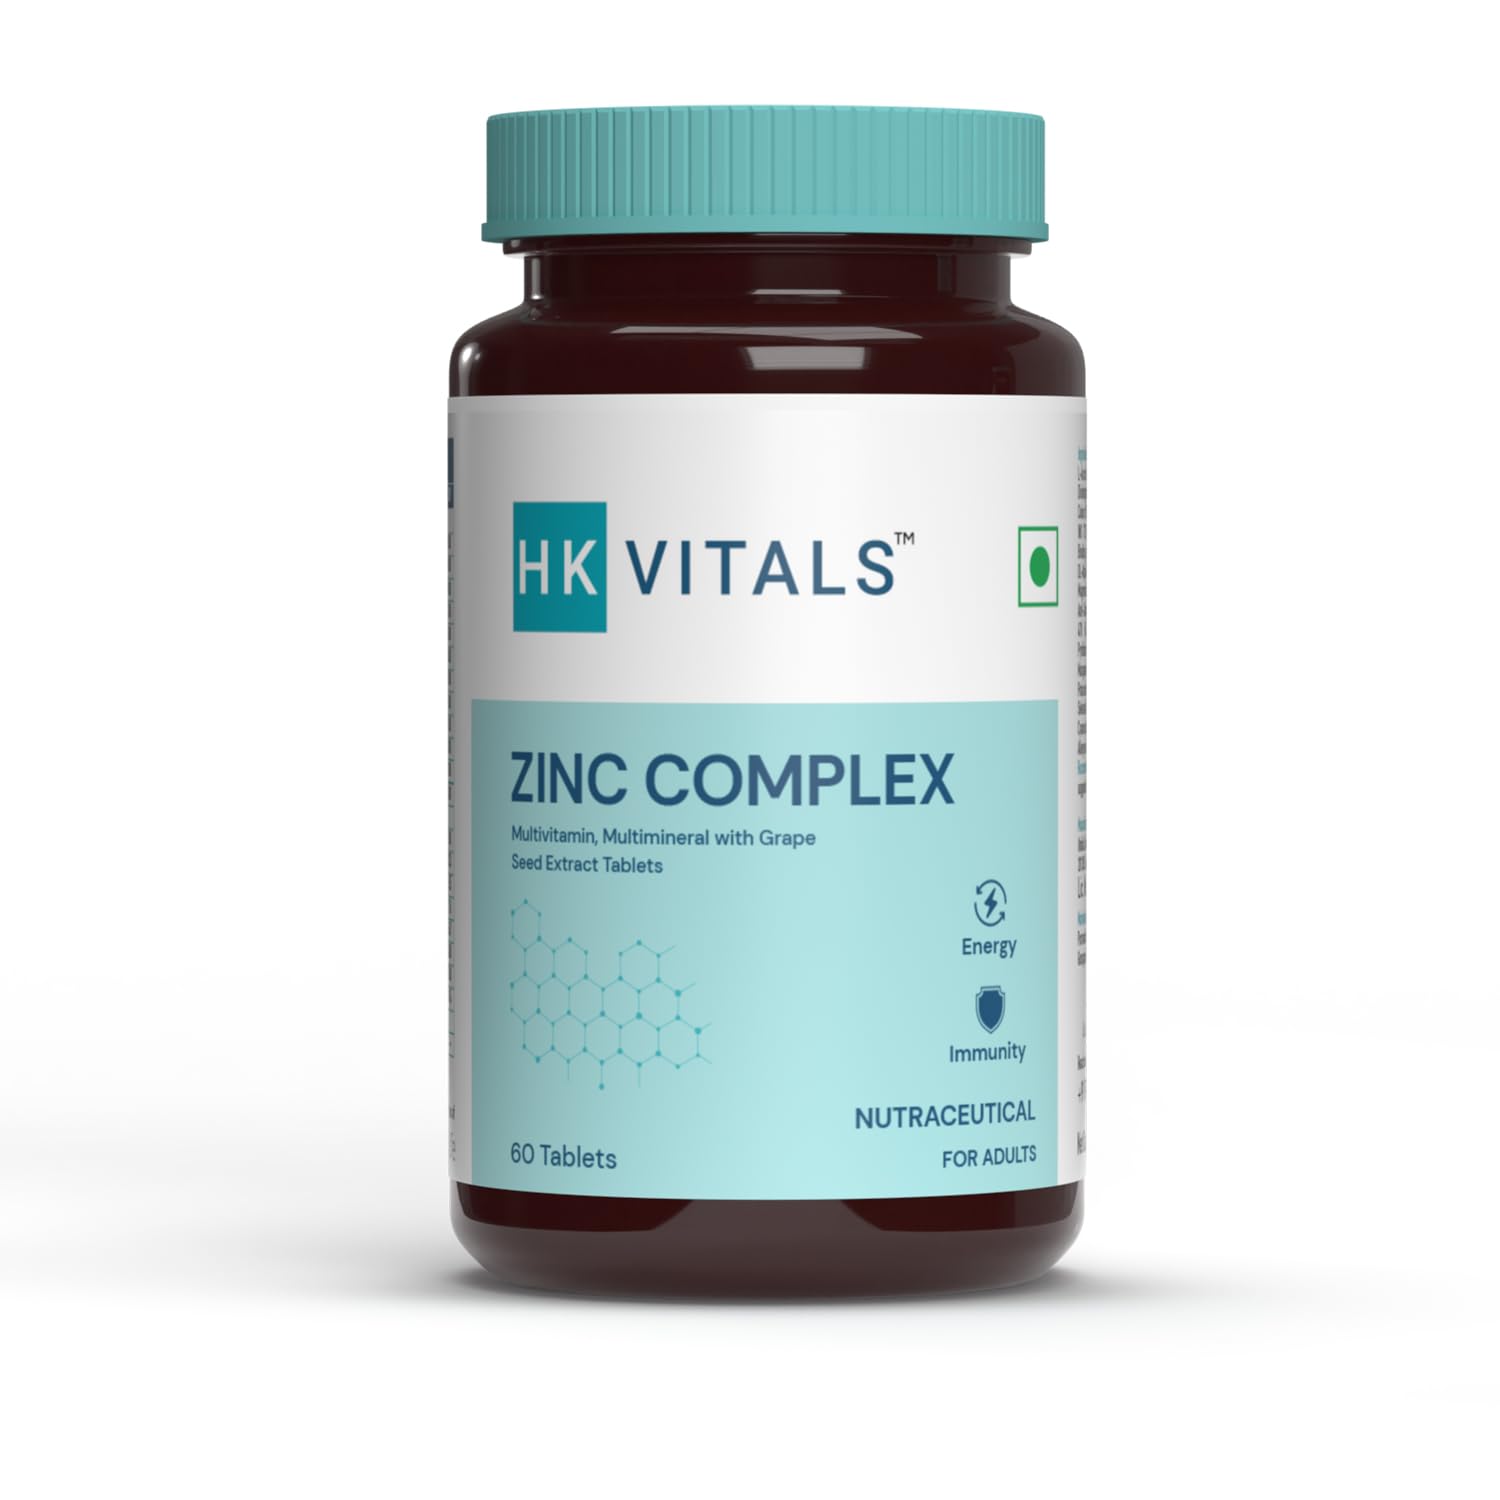 HK VITALS™
ZINC COMPLEX
Multivitamin, Multimineral with Grape
Seed Extract Tablets
Energy
Immunity
NUTRACEUTICAL
60 Tablets
FOR ADULTS